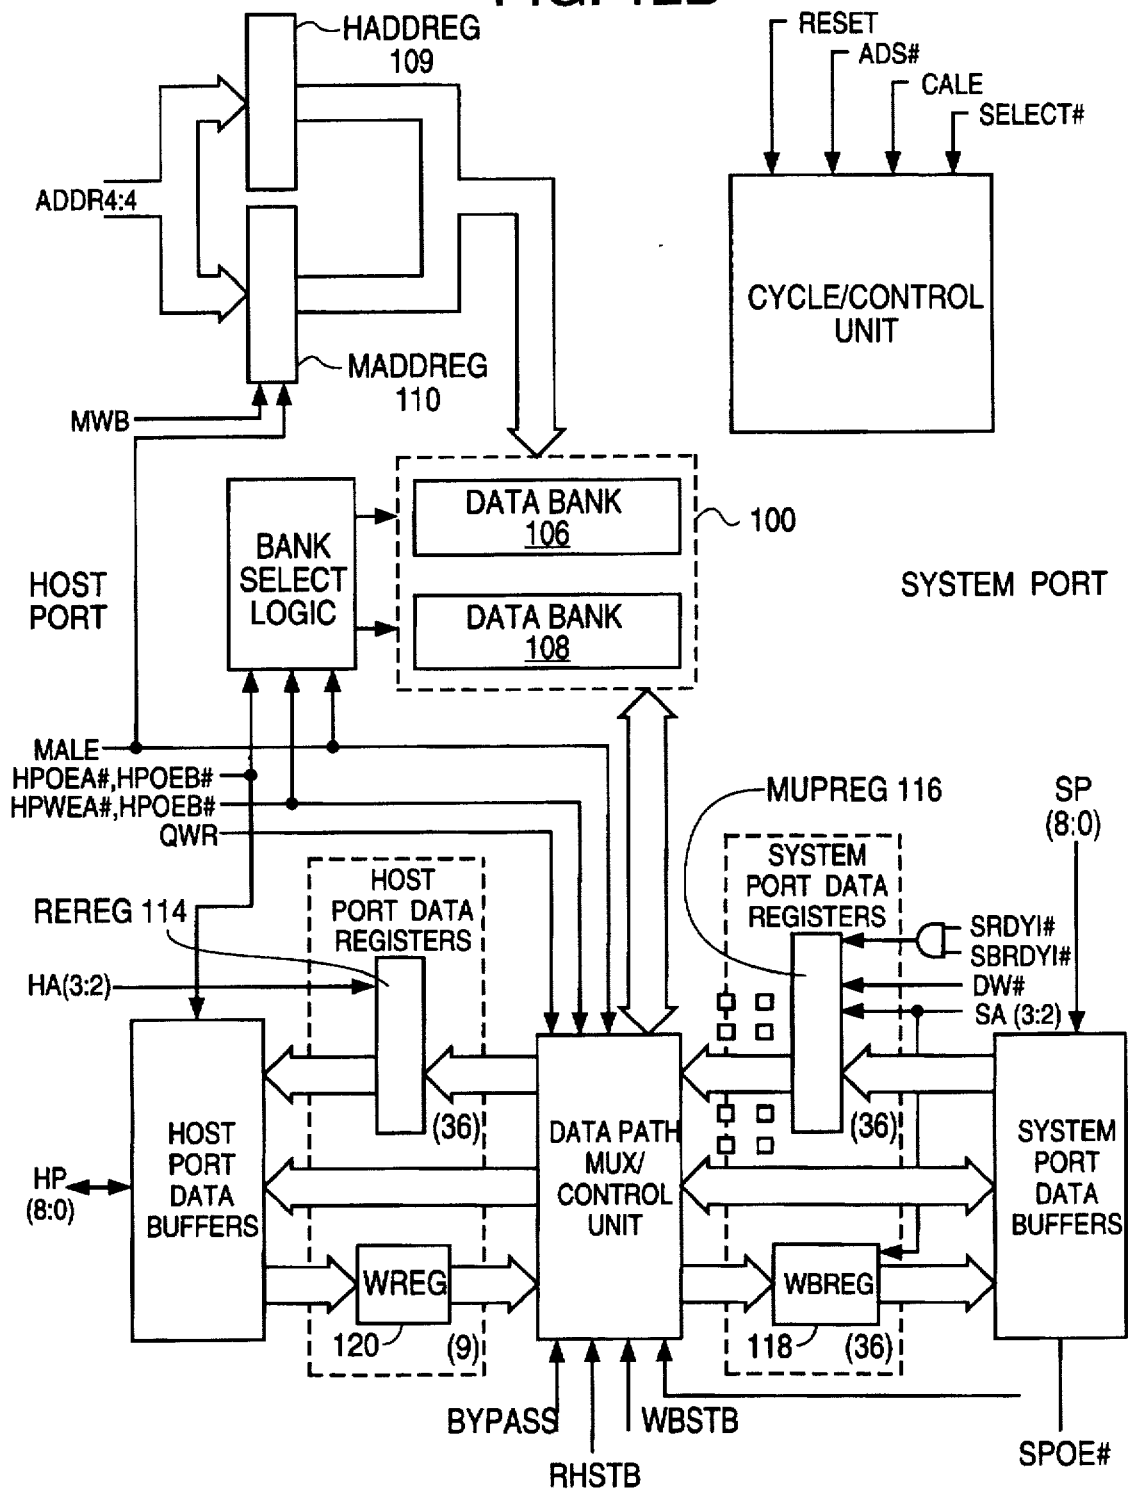 HADDREG
109
RESET
ADS#
CALE
SELECT#
ADDR4:4
CYCLE/CONTROL
UNIT
MADDREG
110
MWB
BANK
SELECT
LOGIC
DATA BANK
106
DATA BANK
108
100
HOST
PORT
SYSTEM PORT
MALE
HPOEA#,HPOEB#
HPWEA#,HPOEB#
QWR
MUPREG 116
SP
(8:0)
HOST
PORT DATA
REGISTERS
SYSTEM
PORT DATA
REGISTERS
REREG 114
SRDYI#
SBRDYI#
DW#
SA (3:2)
HA(3:2)
(36)
(36)
HOST
PORT
DATA
BUFFERS
DATA PATH
MUX/
CONTROL
UNIT
SYSTEM
PORT
DATA
BUFFERS
HP
(8:0)
WREG
120
(9)
WBREG
118
(36)
BYPASS
WBSTB
RHSTB
SPOE#